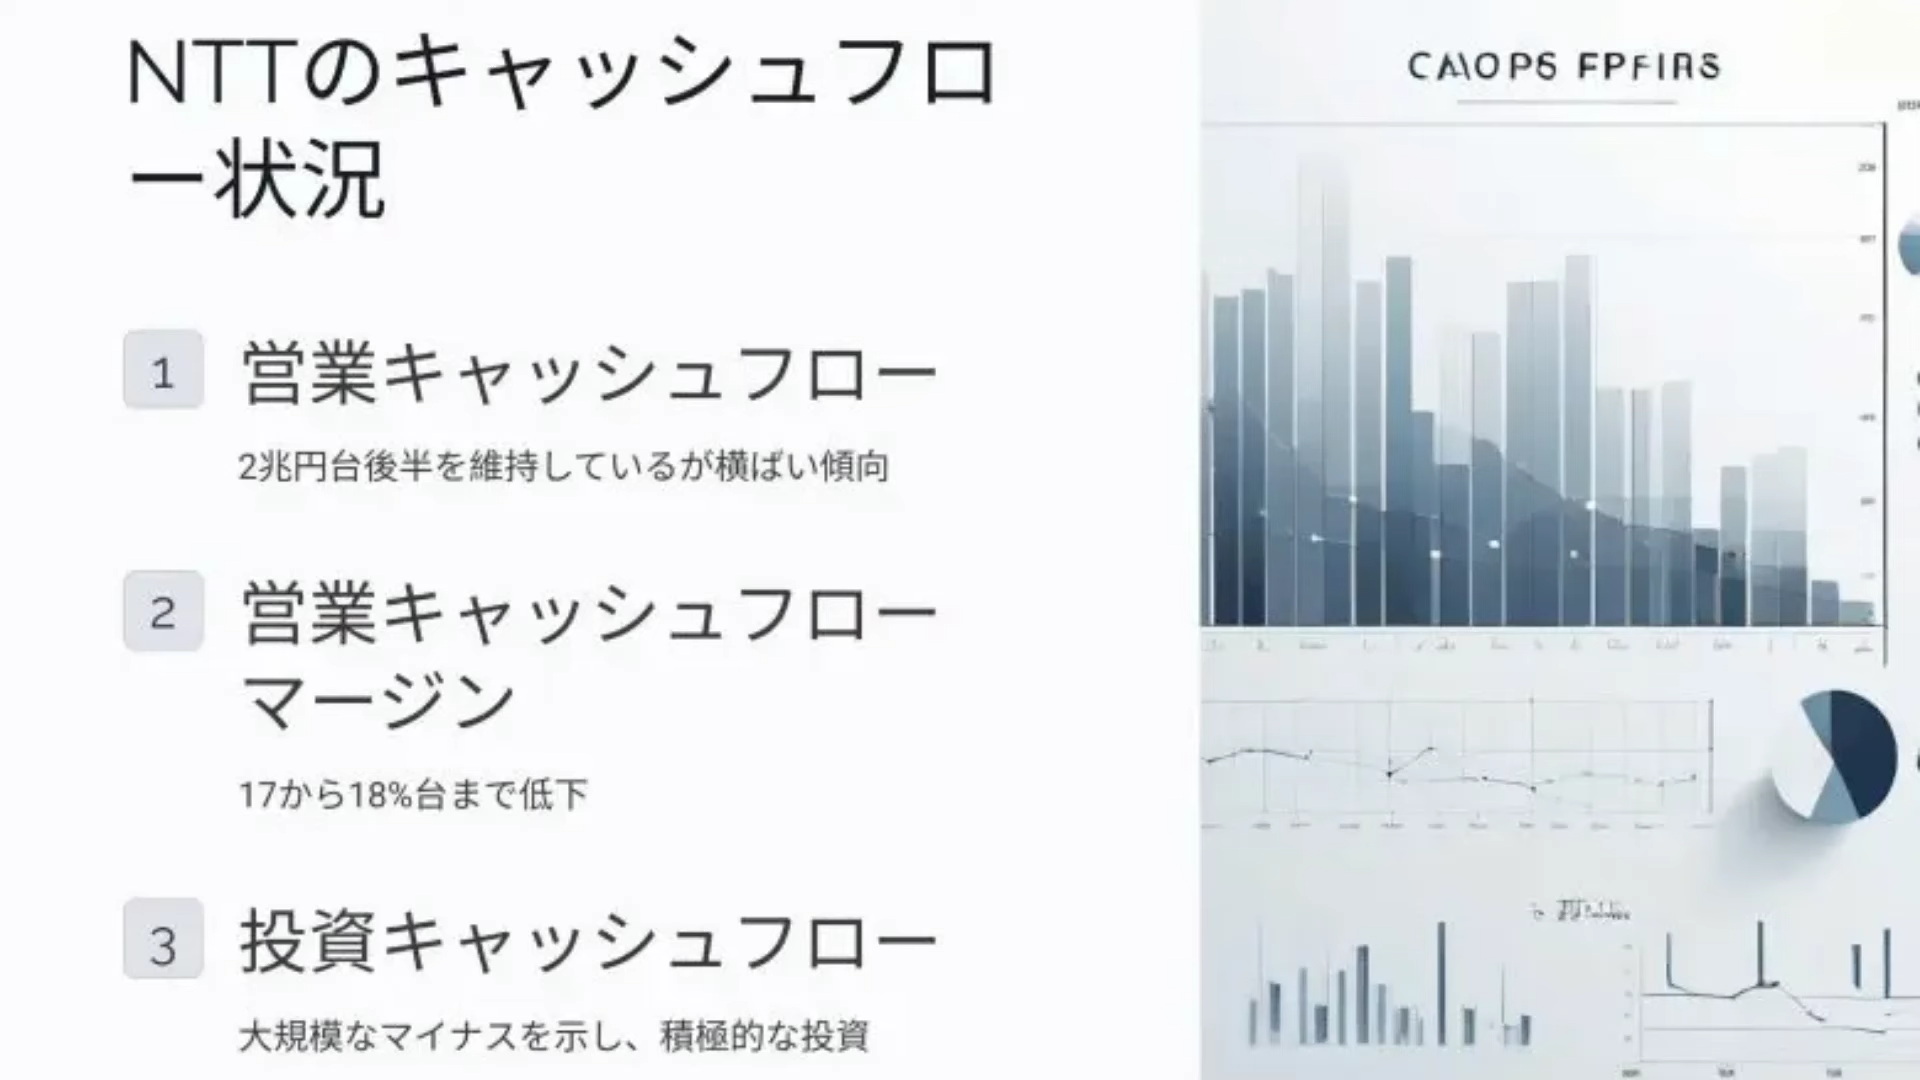 NTTのキャッシュフロ
ー状況
1
営業キャッシュフロー
2兆円台後半を維持しているが横ばい傾向
2
営業キャッシュフロー
マージン
17から18%台まで低下
3
投資キャッシュフロー
大規模なマイナスを示し、積極的な投資